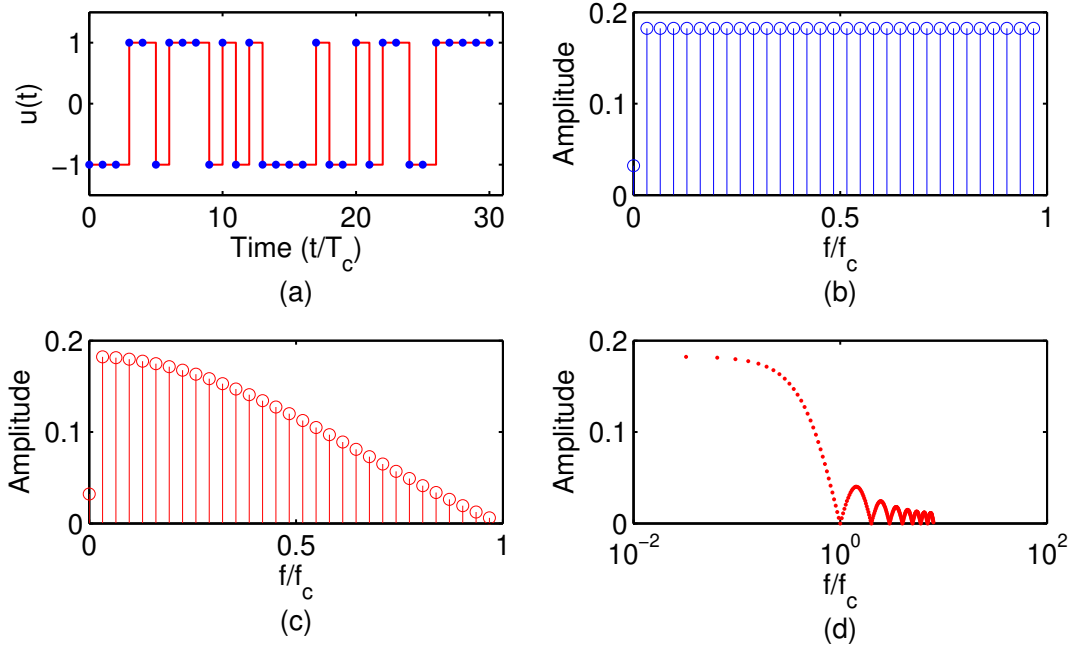 u(t)
1
0
−1
0 10 20 30
Time (t/T_c)
(a)
Amplitude
0.2
0.1
0
0 0.5 1
f/f_c
(b)
Amplitude
0.2
0.1
0
0 0.5 1
f/f_c
(c)
Amplitude
0.2
0.1
0
10^−2 10^0 10^2
f/f_c
(d)